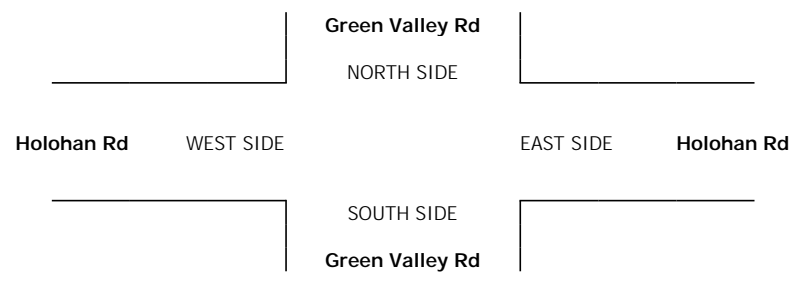 Green Valley Rd
NORTH SIDE
Holohan Rd WEST SIDE EAST SIDE Holohan Rd
SOUTH SIDE
Green Valley Rd